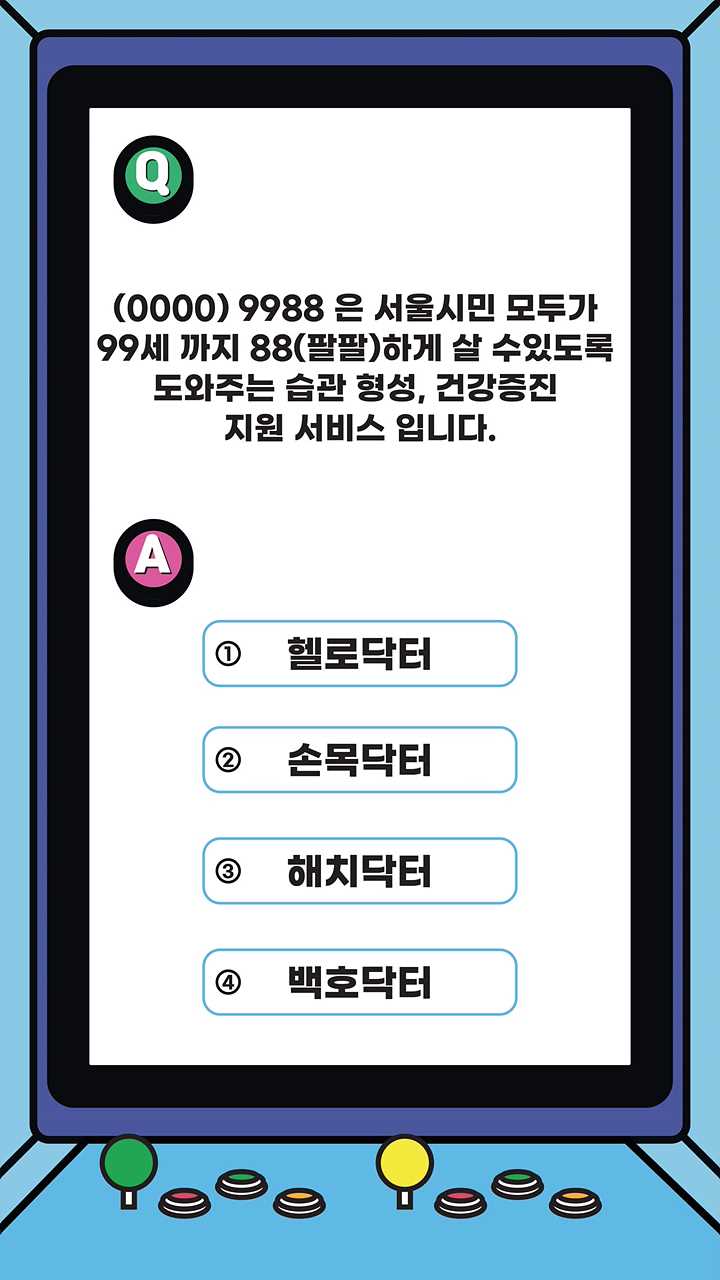 Q
(0000) 9988 은 서울시민 모두가
99세 까지 88(팔팔)하게 살 수있도록
도와주는 습관 형성, 건강증진
지원 서비스 입니다.
A
① 헬로닥터
② 손목닥터
③ 해치닥터
④ 백호닥터